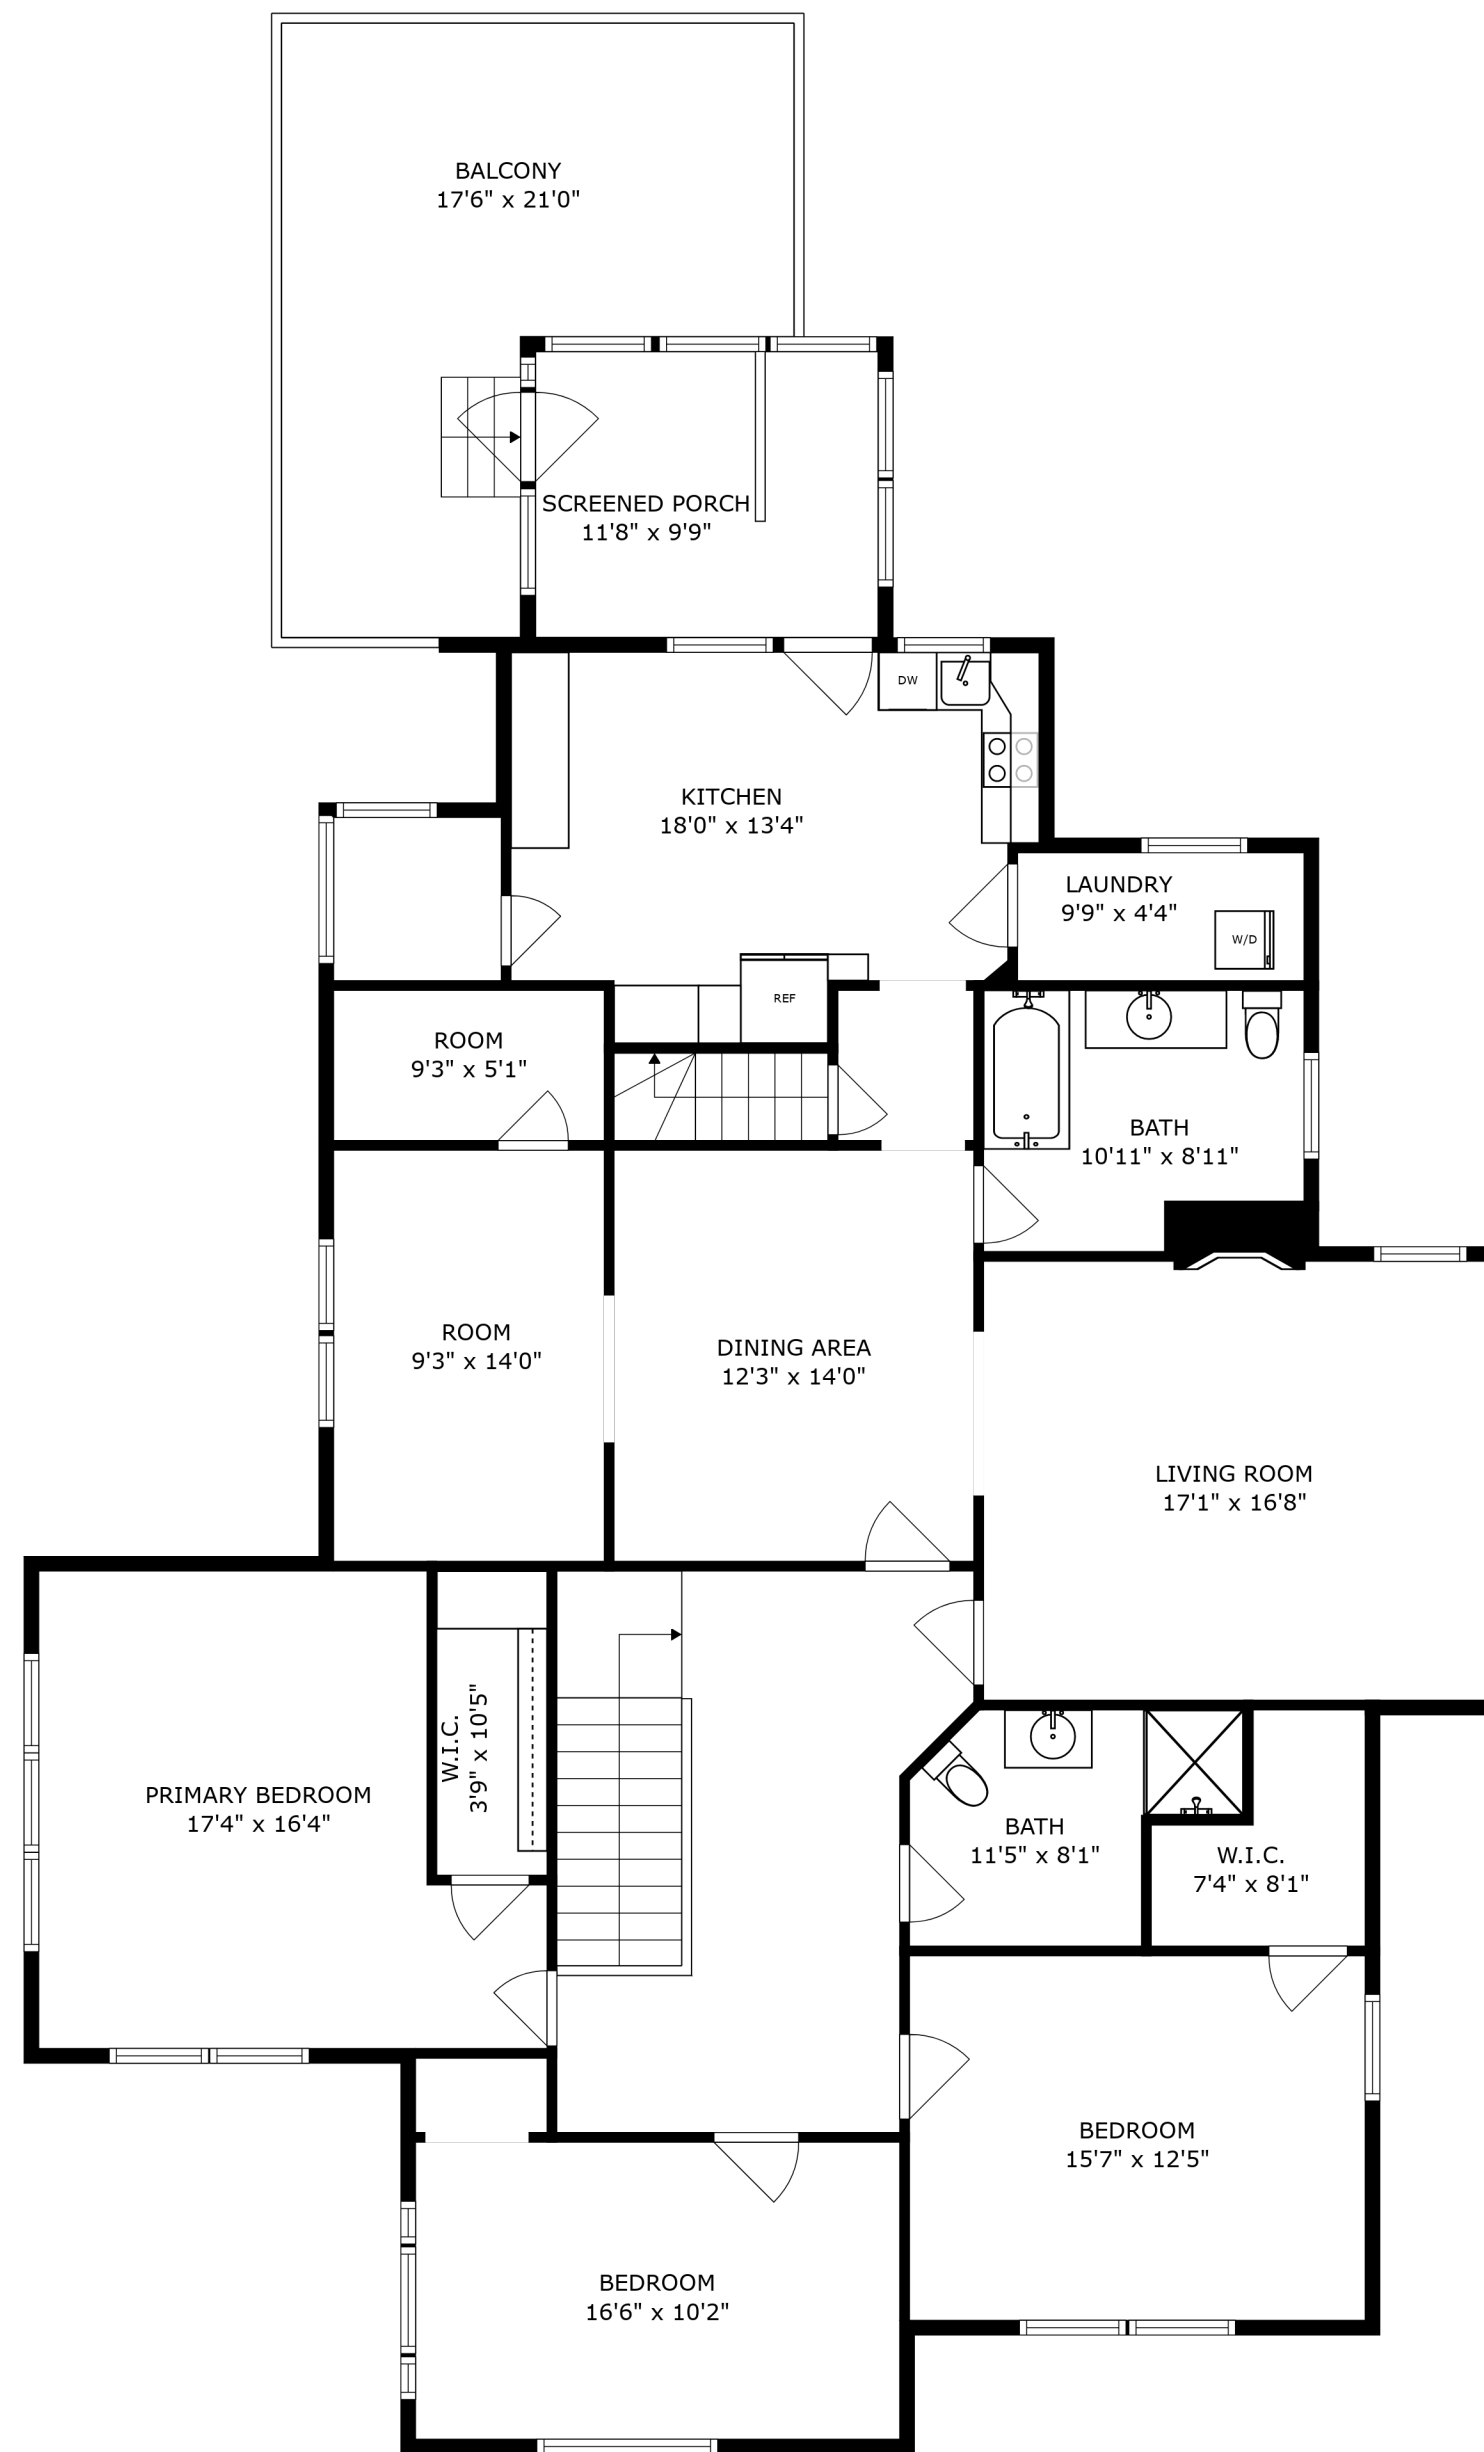 BALCONY
17'6" x 21'0"
SCREENED PORCH
11'8" x 9'9"
DW
KITCHEN
18'0" x 13'4"
LAUNDRY
9'9" x 4'4"
W/D
REF
ROOM
9'3" x 5'1"
BATH
10'11" x 8'11"
ROOM
9'3" x 14'0"
DINING AREA
12'3" x 14'0"
LIVING ROOM
17'1" x 16'8"
W.I.C.
3'9" x 10'5"
PRIMARY BEDROOM
17'4" x 16'4"
BATH
11'5" x 8'1"
W.I.C.
7'4" x 8'1"
BEDROOM
15'7" x 12'5"
BEDROOM
16'6" x 10'2"